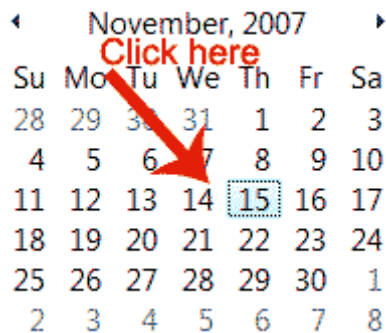 November, 2007
Click here
Su Mo Tu We Th Fr Sa
28 29 30 31 1 2 3
4 5 6 7 8 9 10
11 12 13 14 15 16 17
18 19 20 21 22 23 24
25 26 27 28 29 30 1
2 3 4 5 6 7 8